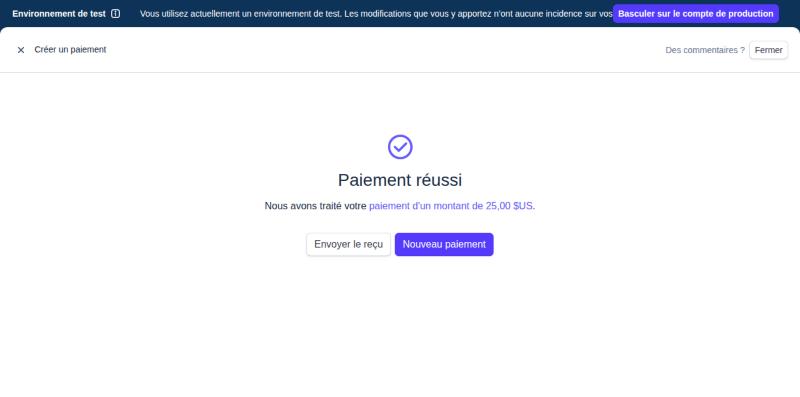 Environnement de test
Vous utilisez actuellement un environnement de test. Les modifications que vous y apportez n'ont aucune incidence sur vos
Basculer sur le compte de production
Créer un paiement
Des commentaires ?
Fermer
Paiement réussi
Nous avons traité votre paiement d'un montant de 25,00 $US.
Envoyer le reçu
Nouveau paiement